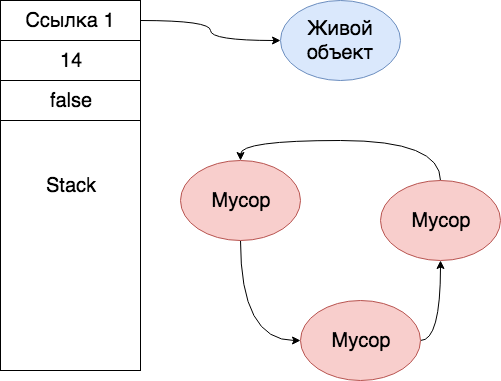 Ссылка 1
Живой
объект
14
false
Stack
Мусор
Мусор
Мусор